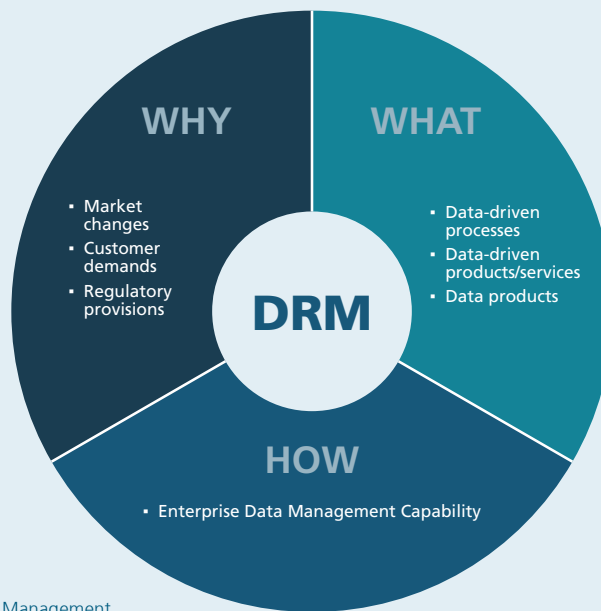 WHY
▪ Market
changes
▪ Customer
demands
▪ Regulatory
provisions
WHAT
▪ Data-driven
processes
▪ Data-driven
products/services
▪ Data products
DRM
HOW
▪ Enterprise Data Management Capability
Management